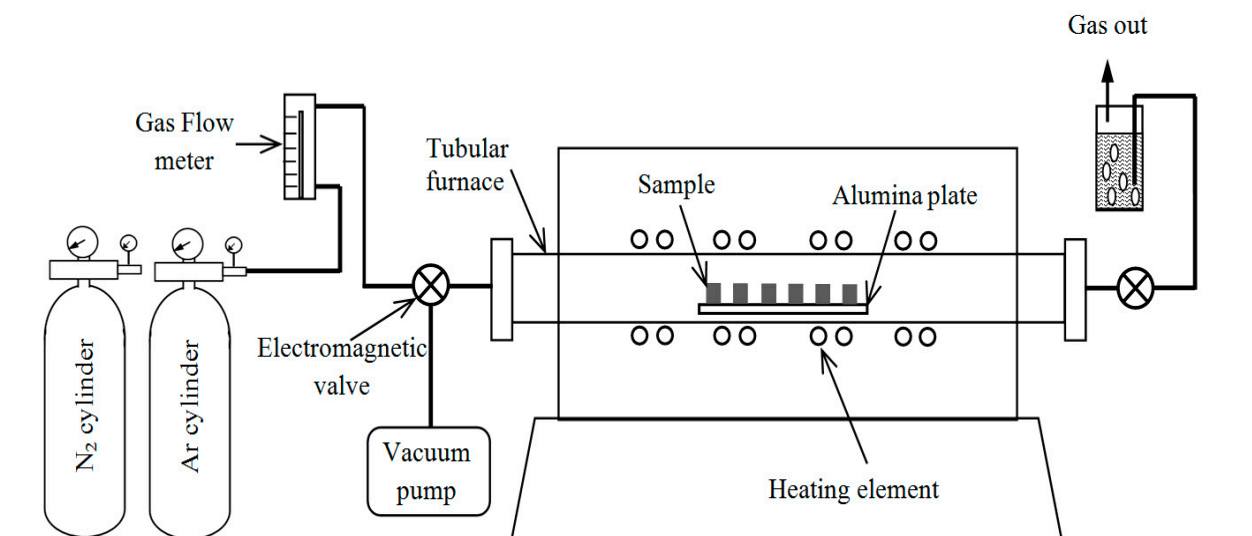 Gas out
Gas Flow
meter
Tubular
furnace
Sample
Alumina plate
Electromagnetic
valve
N₂ cylinder
Ar cylinder
Vacuum
pump
Heating element